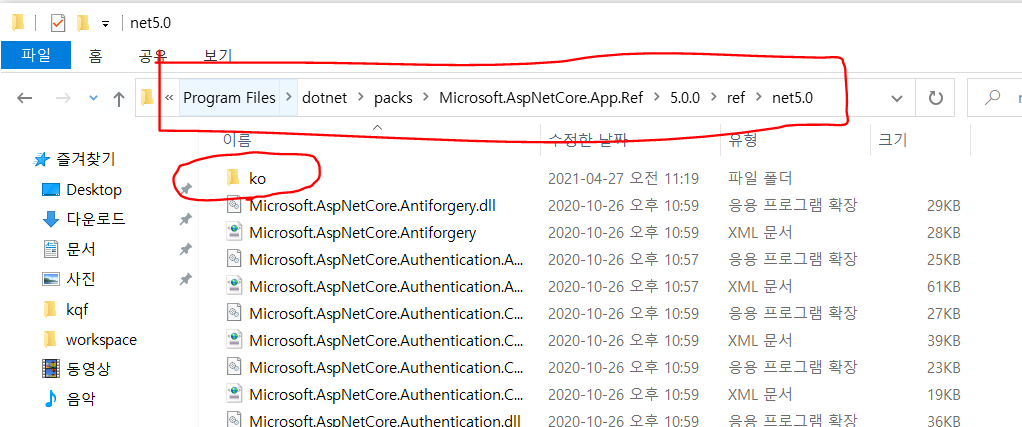 net5.0
파일 홈 공유 보기
« Program Files > dotnet > packs > Microsoft.AspNetCore.App.Ref > 5.0.0 > ref > net5.0
이름 수정한 날짜 유형 크기
즐겨찾기
Desktop
다운로드
문서
사진
kqf
workspace
동영상
음악
ko 2021-04-27 오전 11:19 파일 폴더
Microsoft.AspNetCore.Antiforgery.dll 2020-10-26 오후 10:59 응용 프로그램 확장 29KB
Microsoft.AspNetCore.Antiforgery 2020-10-26 오후 10:59 XML 문서 28KB
Microsoft.AspNetCore.Authentication.A... 2020-10-26 오후 10:57 응용 프로그램 확장 25KB
Microsoft.AspNetCore.Authentication.A... 2020-10-26 오후 10:57 XML 문서 61KB
Microsoft.AspNetCore.Authentication.C... 2020-10-26 오후 10:59 응용 프로그램 확장 27KB
Microsoft.AspNetCore.Authentication.C... 2020-10-26 오후 10:59 XML 문서 39KB
Microsoft.AspNetCore.Authentication.C... 2020-10-26 오후 10:59 응용 프로그램 확장 23KB
Microsoft.AspNetCore.Authentication.C... 2020-10-26 오후 10:59 XML 문서 19KB
Microsoft.AspNetCore.Authentication.dll 2020-10-26 오후 10:59 응용 프로그램 확장 36KB